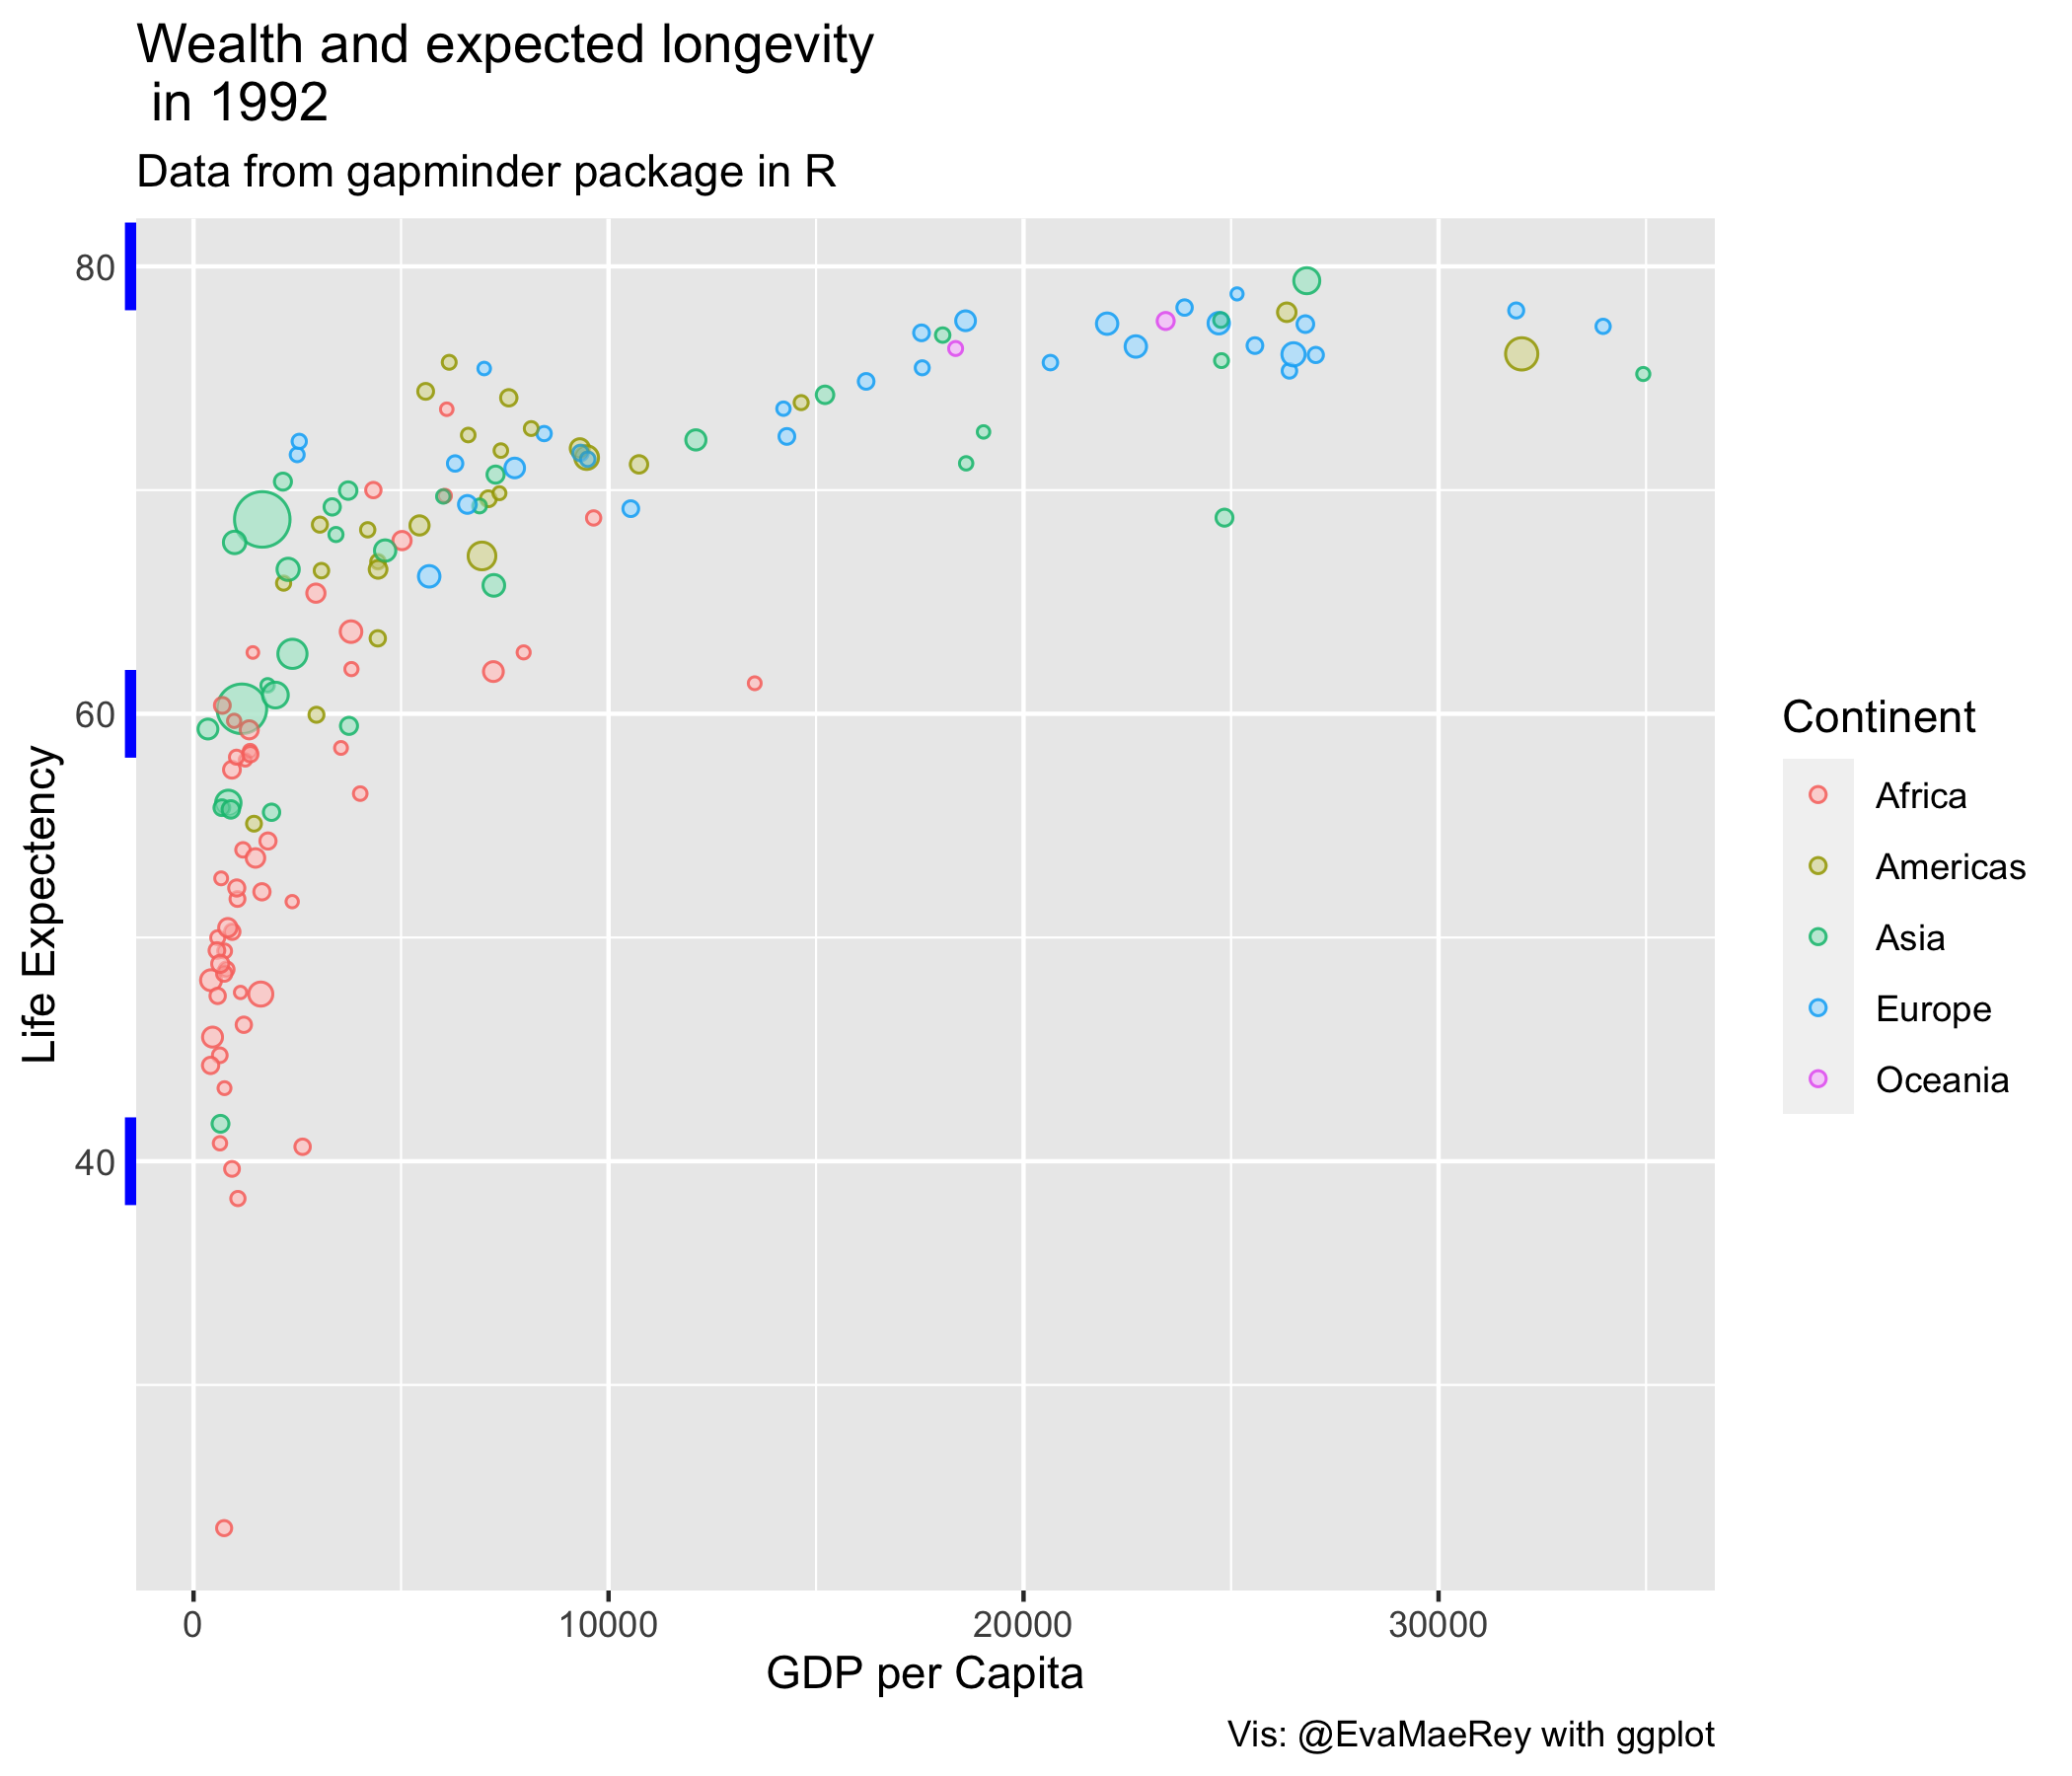 Wealth and expected longevity
in 1992
Data from gapminder package in R
80
60
40
Life Expectency
0 10000 20000 30000
GDP per Capita
Continent
Africa
Americas
Asia
Europe
Oceania
Vis: @EvaMaeRey with ggplot